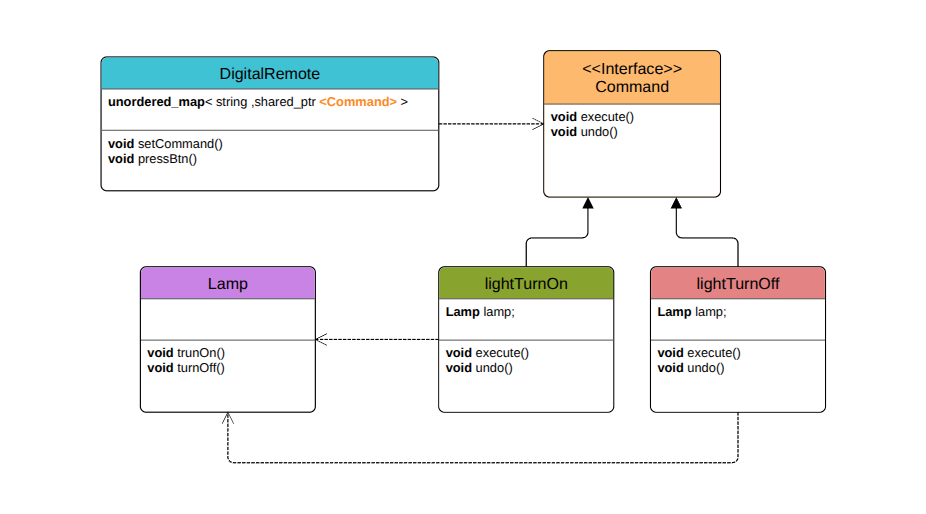 DigitalRemote
unordered_map< string ,shared_ptr <Command> >
void setCommand()
void pressBtn()
<<Interface>>
Command
void execute()
void undo()
Lamp
void trunOn()
void turnOff()
lightTurnOn
Lamp lamp;
void execute()
void undo()
lightTurnOff
Lamp lamp;
void execute()
void undo()